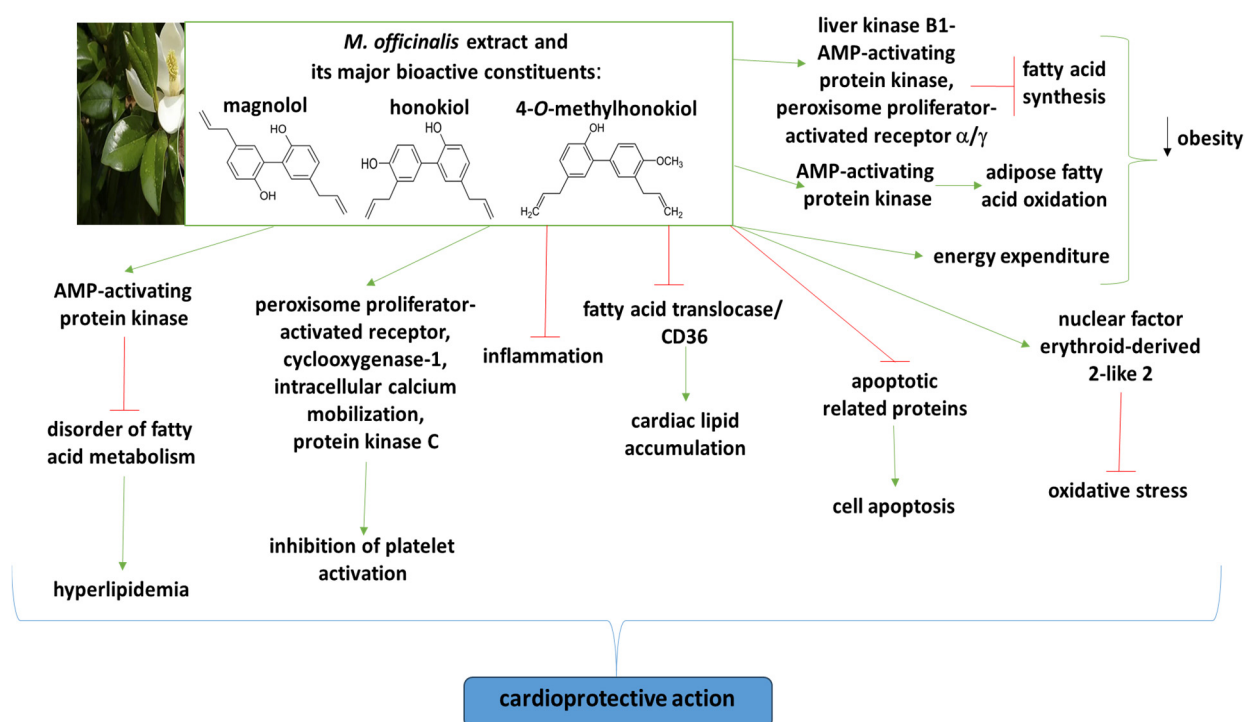 M. officinalis extract and
its major bioactive constituents:
magnolol
honokiol
4-O-methylhonokiol
HO
OH
HO
HO
OH
OCH₃
H₂C
CH₂
liver kinase B1-
AMP-activating
protein kinase,
peroxisome proliferator-
activated receptor α/γ
fatty acid
synthesis
AMP-activating
protein kinase
adipose fatty
acid oxidation
energy expenditure
obesity
AMP-activating
protein kinase
disorder of fatty
acid metabolism
hyperlipidemia
peroxisome proliferator-
activated receptor,
cyclooxygenase-1,
intracellular calcium
mobilization,
protein kinase C
inhibition of platelet
activation
inflammation
fatty acid translocase/
CD36
cardiac lipid
accumulation
apoptotic
related proteins
cell apoptosis
nuclear factor
erythroid-derived
2-like 2
oxidative stress
cardioprotective action